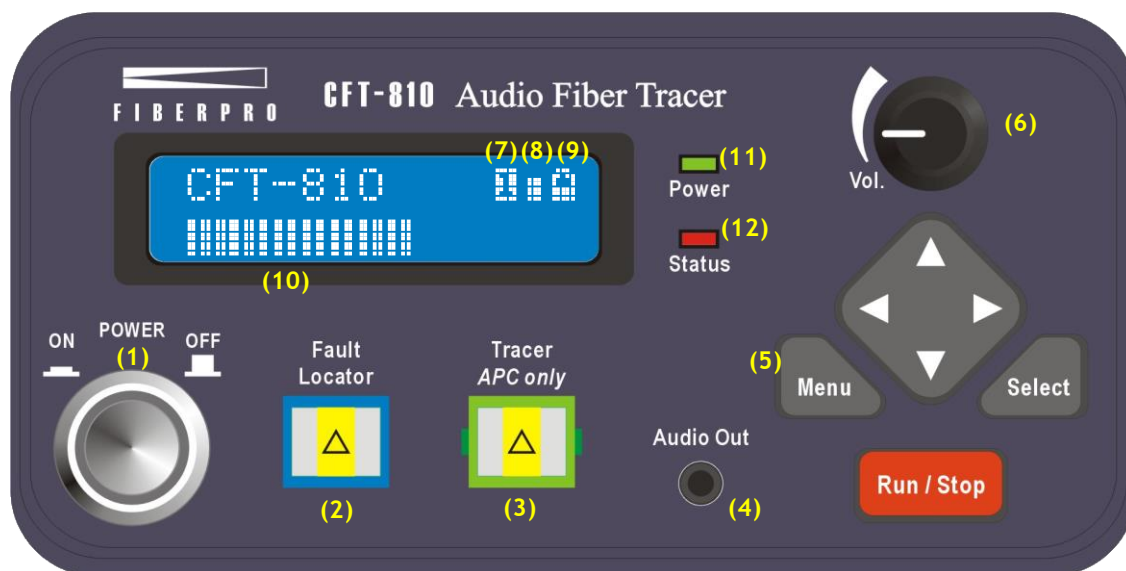 FIBERPRO
CFT-810 Audio Fiber Tracer
(7) (8) (9)
CFT-810
(10)
(11)
Power
(12)
Status
Vol.
(6)
ON
POWER
(1)
OFF
Fault
Locator
(2)
Tracer
APC only
(3)
Audio Out
(4)
(5)
Menu
Select
Run / Stop